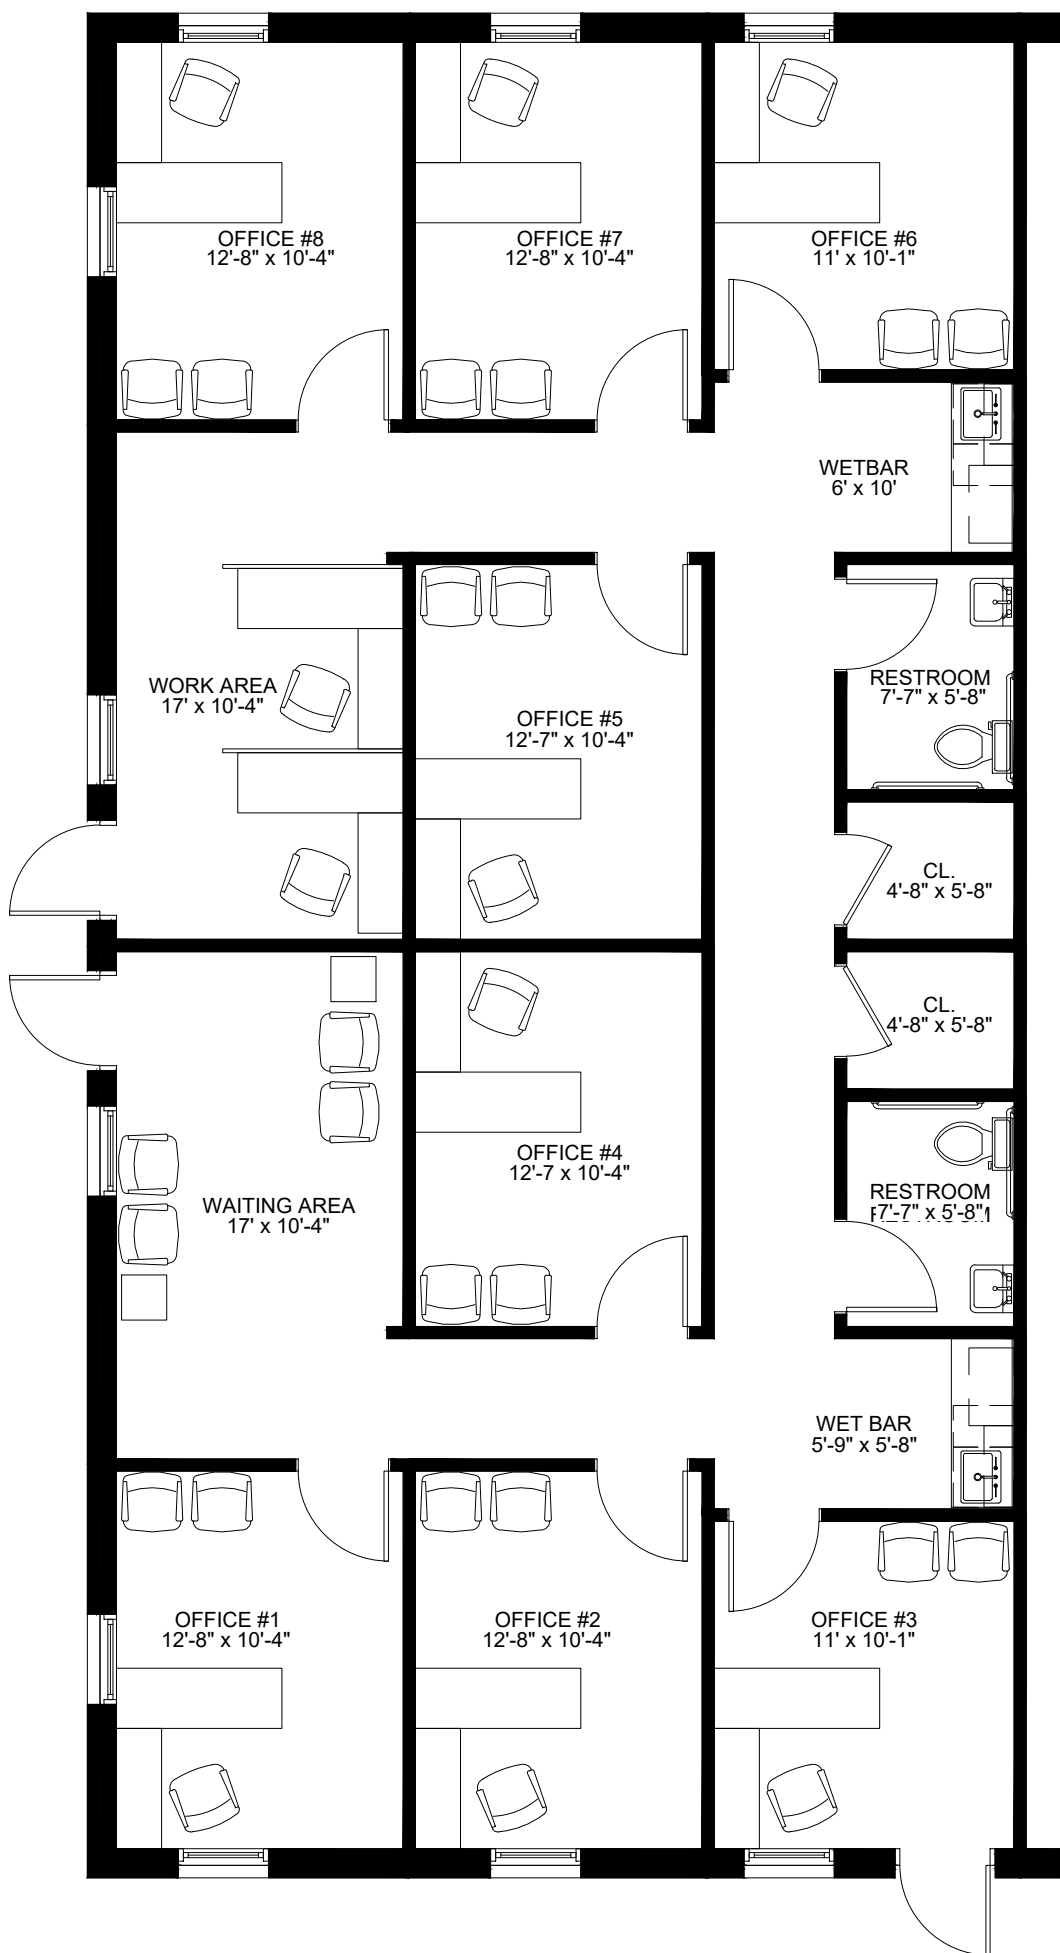 OFFICE #8
12'-8" x 10'-4"
OFFICE #7
12'-8" x 10'-4"
OFFICE #6
11' x 10'-1"
WETBAR
6' x 10'
WORK AREA
17' x 10'-4"
OFFICE #5
12'-7" x 10'-4"
RESTROOM
7'-7" x 5'-8"
CL.
4'-8" x 5'-8"
CL.
4'-8" x 5'-8"
OFFICE #4
12'-7 x 10'-4"
WAITING AREA
17' x 10'-4"
RESTROOM
7'-7" x 5'-8"
WET BAR
5'-9" x 5'-8"
OFFICE #1
12'-8" x 10'-4"
OFFICE #2
12'-8" x 10'-4"
OFFICE #3
11' x 10'-1"